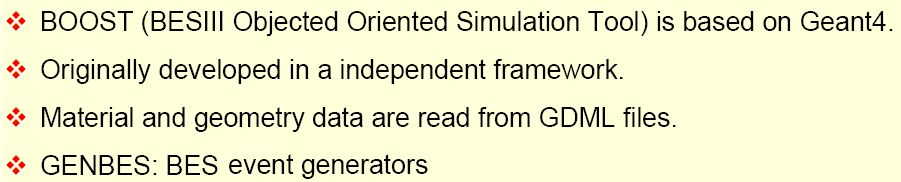 BOOST (BESIII Objected Oriented Simulation Tool) is based on Geant4.
Originally developed in a independent framework.
Material and geometry data are read from GDML files.
GENBES: BES event generators